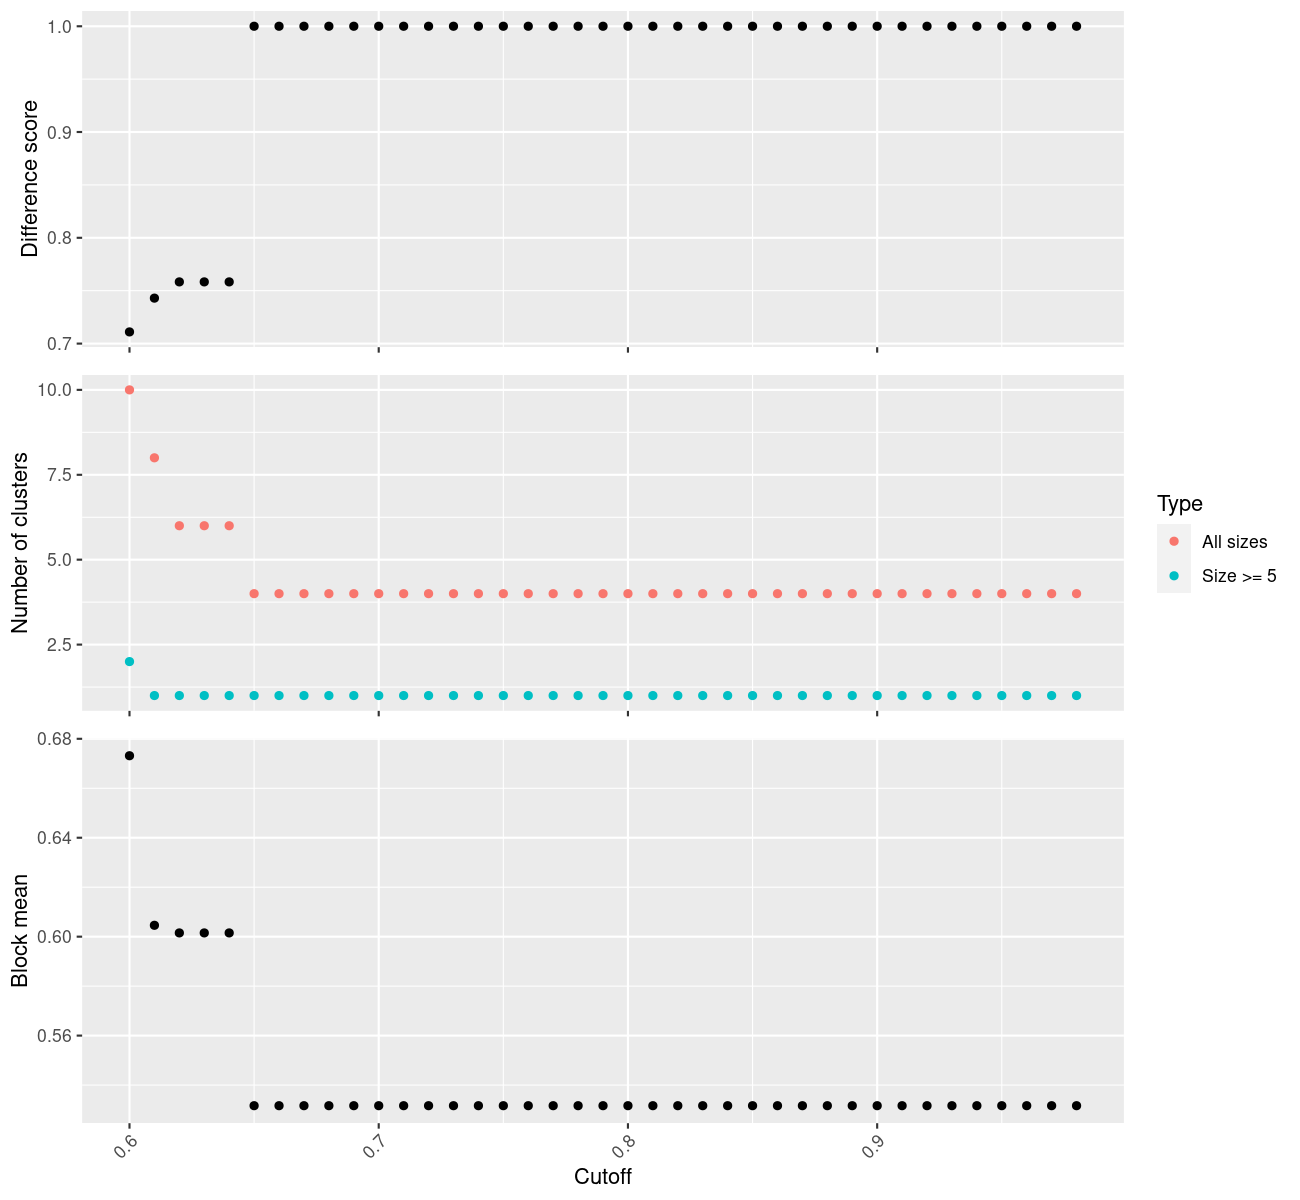 Difference score
1.0
0.9
0.8
0.7
Number of clusters
10.0
7.5
5.0
2.5
Type
All sizes
Size >= 5
Block mean
0.68
0.64
0.60
0.56
0.6
0.7
0.8
0.9
Cutoff